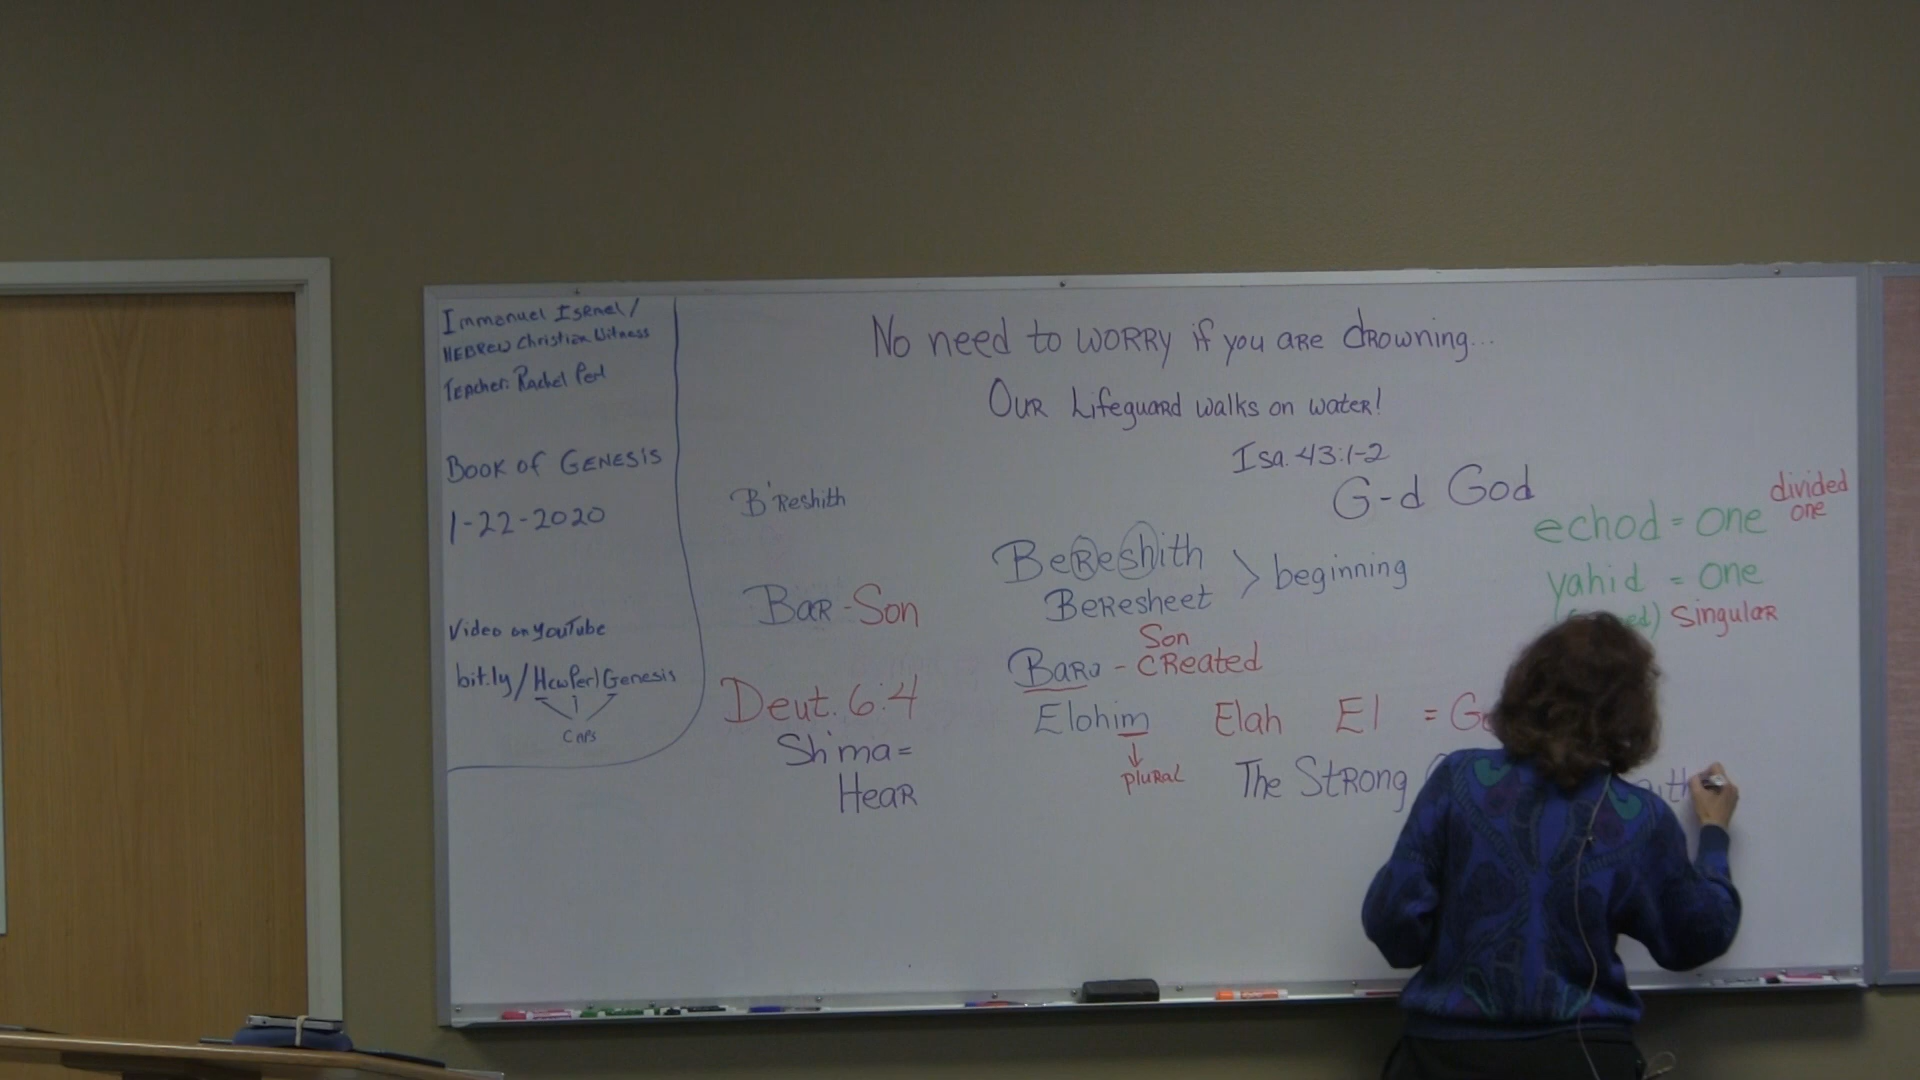 Immanuel Israel/
HEBREW Christian Witness
Teacher: Rachel Perl
BOOK of GENESIS
1-22-2020
Video on YouTube
bit.ly/HcwPerlGenesis
CAPS
No need to WORRY if you are drowning...
Our Lifeguard walks on water!
Isa. 43:1-2
G-d God
B'Reshith
BeReshith
Beresheet
> beginning
echod = one divided one
yahid = one
singular
Bar - Son
Son
Baru - created
Deut. 6:4
Sh'ma =
Hear
Elohim Elah El =
plural
The Strong